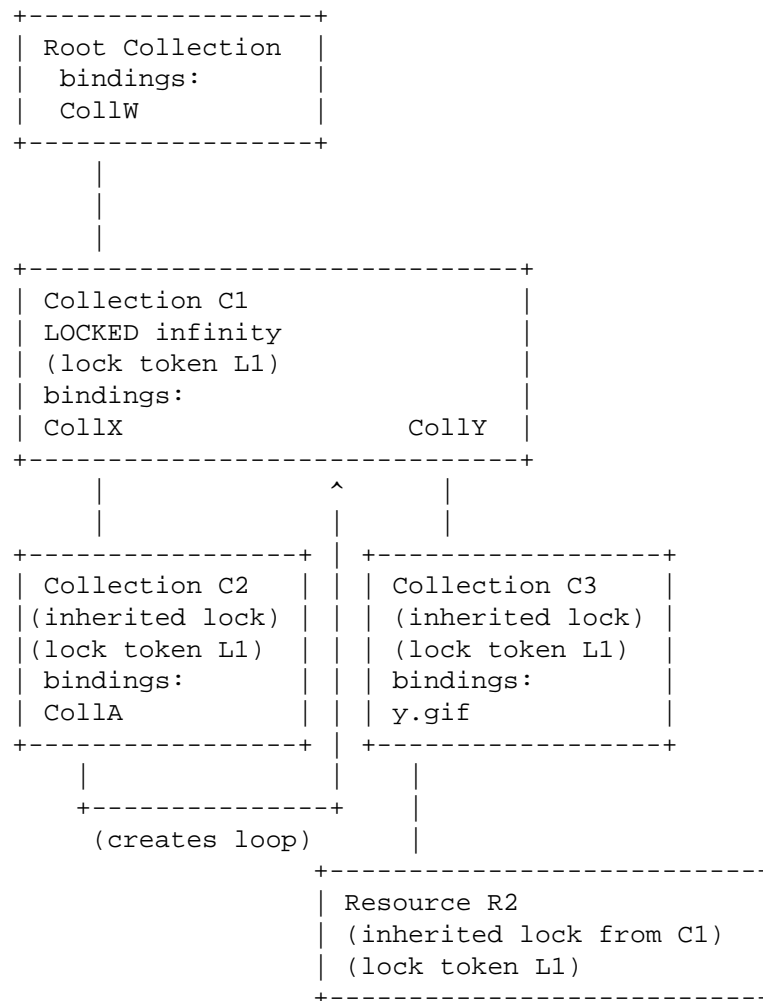 Root Collection
bindings:
CollW
Collection C1
LOCKED infinity
(lock token L1)
bindings:
CollX CollY
Collection C2
(inherited lock)
(lock token L1)
bindings:
CollA
Collection C3
(inherited lock)
(lock token L1)
bindings:
y.gif
(creates loop)
Resource R2
(inherited lock from C1)
(lock token L1)